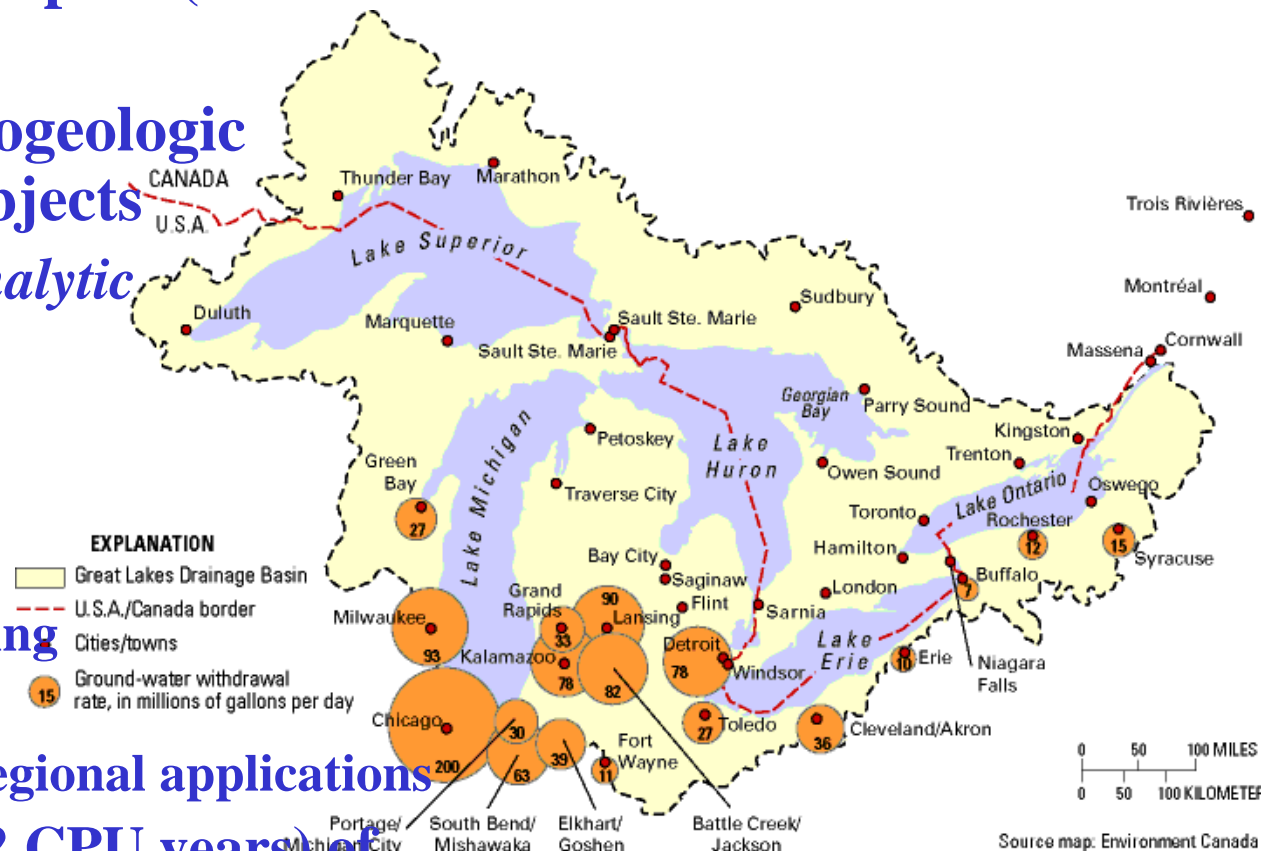 ogeologic
bjects
alytic
CANADA
U.S.A.
Thunder Bay
Marathon
Trois Rivières
Lake Superior
Montréal
Duluth
Marquette
Sault Ste. Marie
Sault Ste. Marie
Sudbury
Cornwall
Massena
Georgian
Bay
Parry Sound
Petoskey
Lake
Huron
Kingston
Trenton
Green
Bay
27
Lake Michigan
Traverse City
Owen Sound
Lake Ontario
Oswego
Toronto
Rochester
12
15
Syracuse
Hamilton
Buffalo
7
Bay City
Saginaw
Flint
London
Sarnia
Grand
Rapids
33
90
Lansing
Milwaukee
93
Kalamazoo
78
82
Detroit
78
Windsor
Lake
Erie
10
Erie
Niagara
Falls
Chicago
200
30
63
39
Fort
Wayne
11
Toledo
27
Cleveland/Akron
36
Portage/
Michigan City
South Bend/
Mishawaka
Elkhart/
Goshen
Battle Creek/
Jackson
EXPLANATION
Great Lakes Drainage Basin
U.S.A./Canada border
ng
Cities/towns
15
Ground-water withdrawal
rate, in millions of gallons per day
egional applications
CPU years) of
0 50 100 MILES
0 50 100 KILOMETER
Source map: Environment Canada